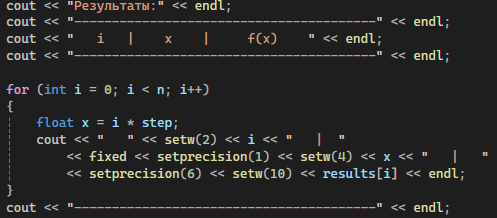 cout << "Результаты:" << endl;
cout << "----------------------------------------" << endl;
cout << "   i   |    x    |     f(x)    " << endl;
cout << "----------------------------------------" << endl;
for (int i = 0; i < n; i++)
{
    float x = i * step;
    cout << "   " << setw(2) << i << "   |  "
        << fixed << setprecision(1) << setw(4) << x << "   |   "
        << setprecision(6) << setw(10) << results[i] << endl;
}
cout << "----------------------------------------" << endl;